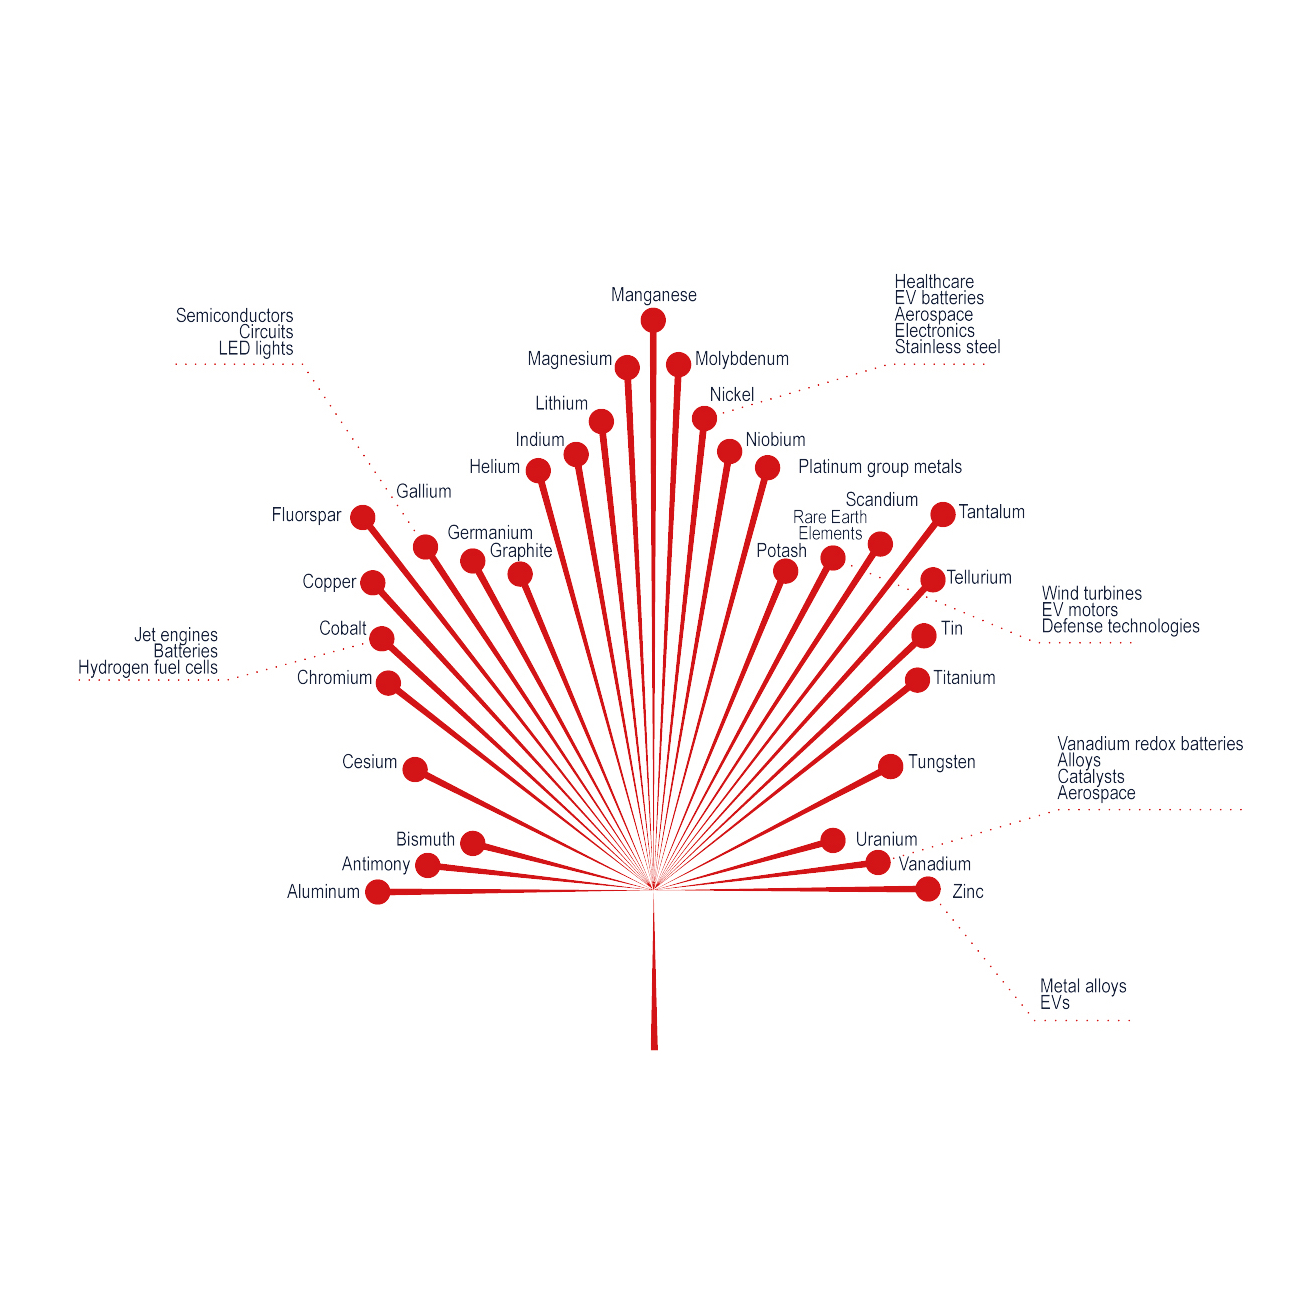 Healthcare
EV batteries
Aerospace
Electronics
Stainless steel
Manganese
Semiconductors
Circuits
LED lights
Magnesium
Molybdenum
Nickel
Lithium
Indium
Niobium
Helium
Platinum group metals
Gallium
Scandium
Fluorspar
Tantalum
Rare Earth
Elements
Germanium
Graphite
Potash
Copper
Tellurium
Wind turbines
EV motors
Defense technologies
Cobalt
Tin
Jet engines
Batteries
Hydrogen fuel cells
Chromium
Titanium
Vanadium redox batteries
Alloys
Catalysts
Aerospace
Cesium
Tungsten
Bismuth
Uranium
Antimony
Vanadium
Aluminum
Zinc
Metal alloys
EVs